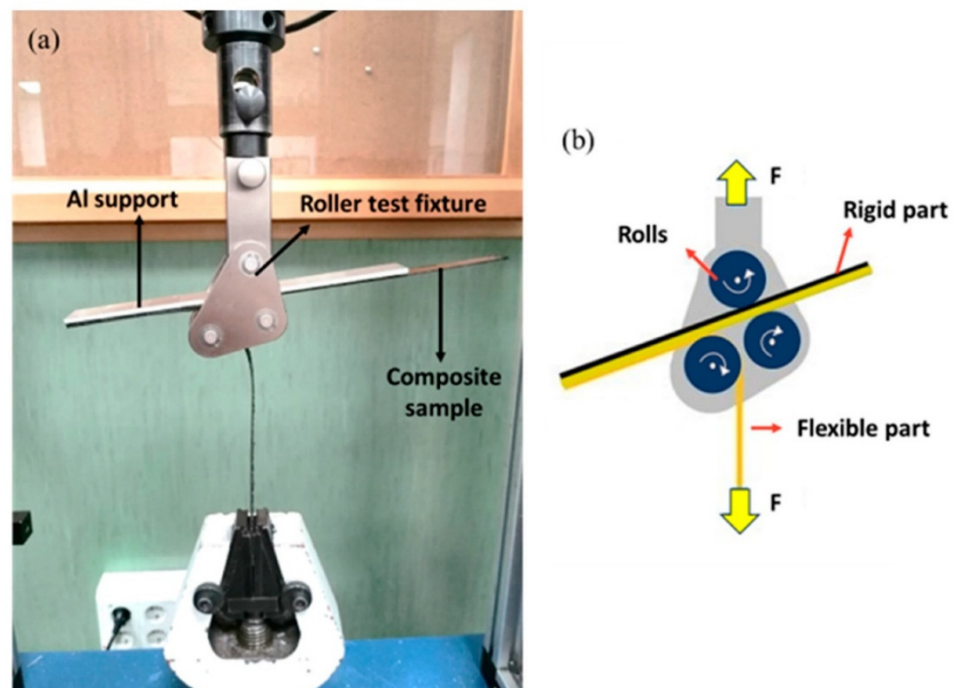 (a)
Al support
Roller test fixture
Composite
sample
(b)
F
Rolls
Rigid part
Flexible part
F